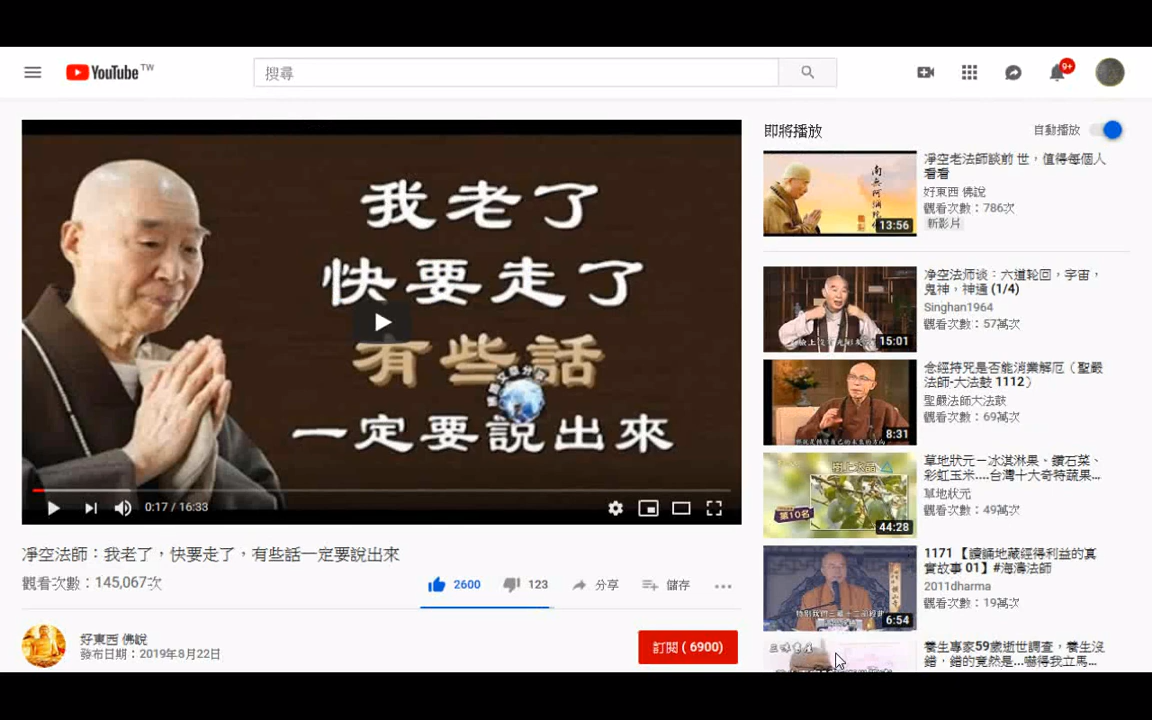 YouTube TW
搜尋
9+
我老了
快要走了
有些話
一定要説出來
0:17 / 16:33
淨空法師：我老了，快要走了，有些話一定要說出來
觀看次數：145,067次
2600
123
分享
儲存
好東西 佛說
發布日期：2019年8月22日
訂閱 ( 6900)
即將播放
自動播放
13:56
淨空老法師談前 世，值得每個人
看看
好東西 佛說
觀看次數：786次
新影片
15:01
净空法师谈：六道轮回，宇宙，
鬼神，神通 (1/4)
Singhan1964
觀看次數：57萬次
8:31
念經持咒是否能消業解厄（聖嚴
法師-大法鼓 1112）
聖嚴法師大法鼓
觀看次數：69萬次
第10名
44:28
草地狀元－冰淇淋果、鑽石菜、
彩虹玉米....台灣十大奇特蔬果...
草地狀元
觀看次數：49萬次
6:54
1171 【讀誦地藏經得利益的真
實故事 01】#海濤法師
2011dharma
觀看次數：19萬次
養生專家59歲逝世調查，養生沒
錯，錯的竟然是...嚇得我立馬...